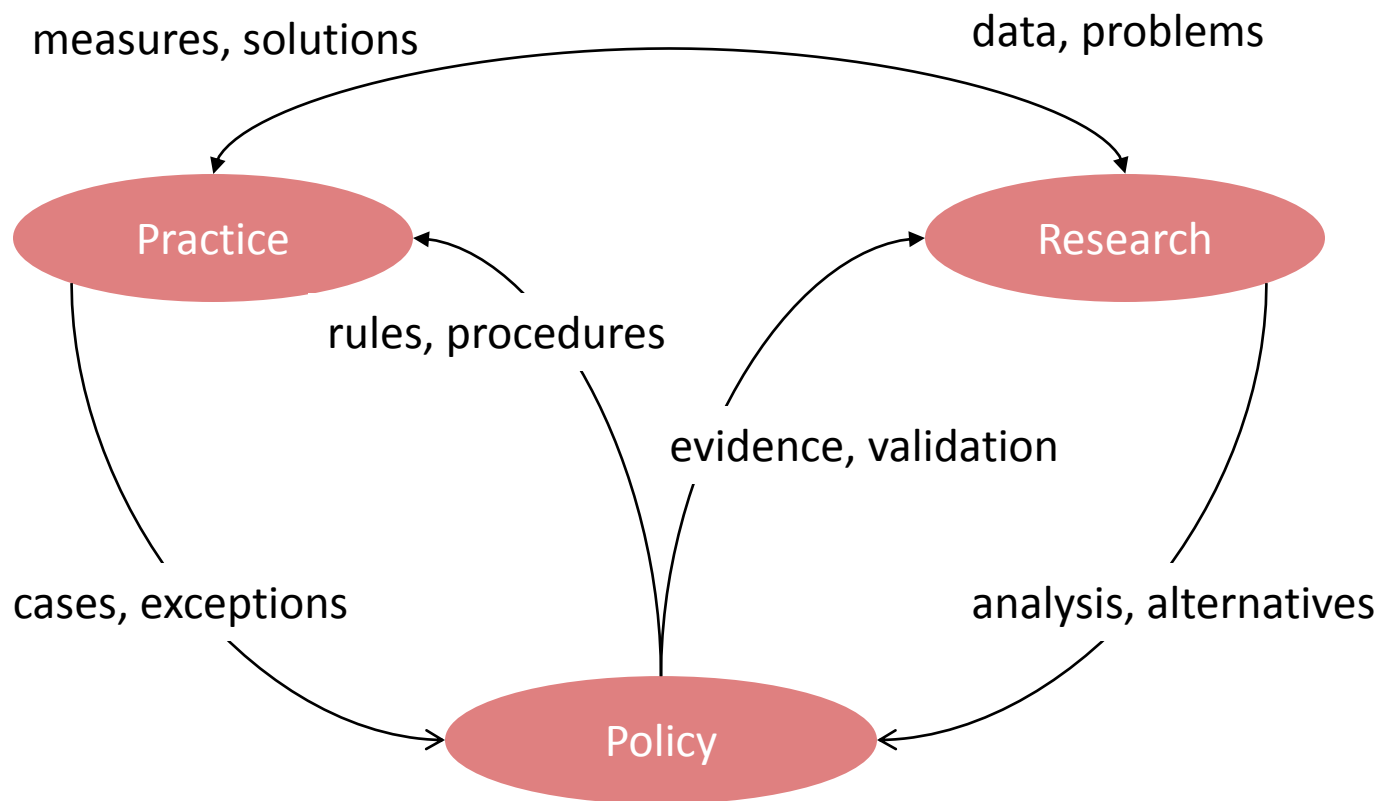 measures, solutions
data, problems
Practice
Research
rules, procedures
evidence, validation
cases, exceptions
analysis, alternatives
Policy